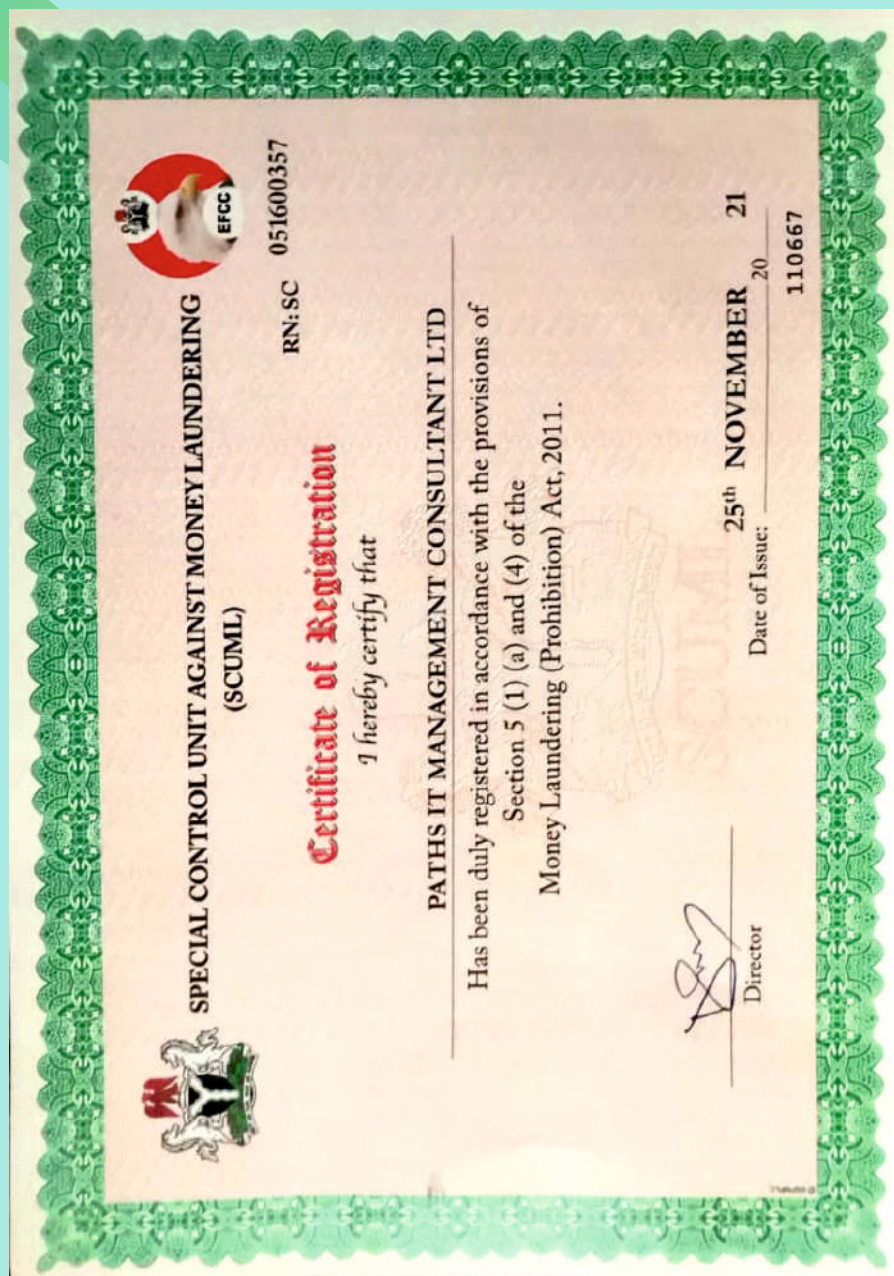 SPECIAL CONTROL UNIT AGAINST MONEY LAUNDERING
(SCUML)
EFCC
RN: SC 051600357
Certificate of Registration
I hereby certify that
PATHS IT MANAGEMENT CONSULTANT LTD
Has been duly registered in accordance with the provisions of
Section 5 (1) (a) and (4) of the
Money Laundering (Prohibition) Act, 2011.
SCUML
25th NOVEMBER 21
Date of Issue: 20
Director
110667